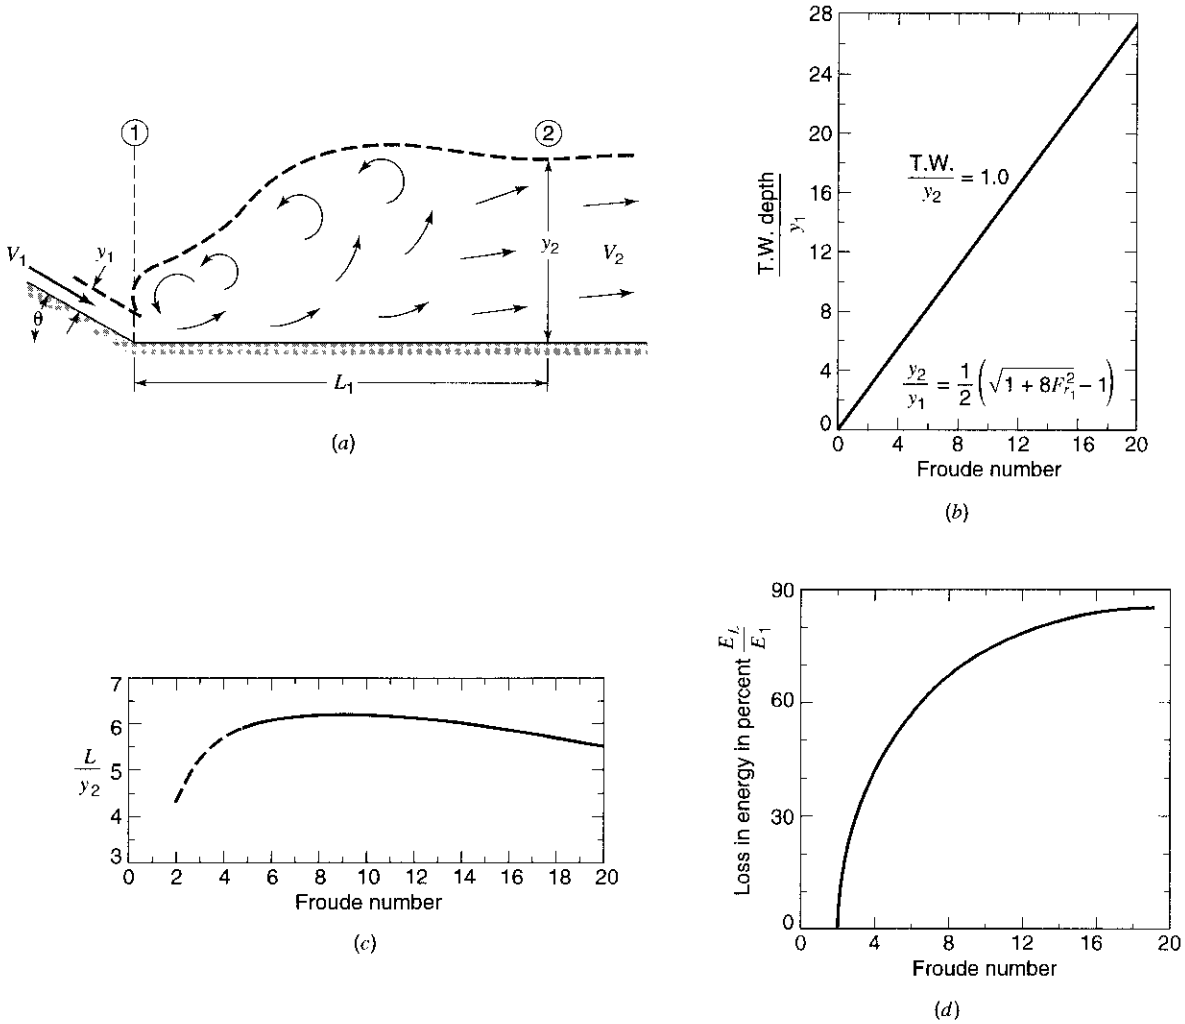 ① ②
V₁ y₁ y₂ V₂
θ
L₁
(a)
28
24
20
16
12
8
4
0
T.W. depth
y₁
T.W.
y₂ = 1.0
y₂/y₁ = 1/2 (√1 + 8F²r₁ - 1)
0 4 8 12 16 20
Froude number
(b)
7
6
5
4
3
L
y₂
0 2 4 6 8 10 12 14 16 18 20
Froude number
(c)
90
60
30
0
Loss in energy in percent E_L/E₁
0 4 8 12 16 20
Froude number
(d)